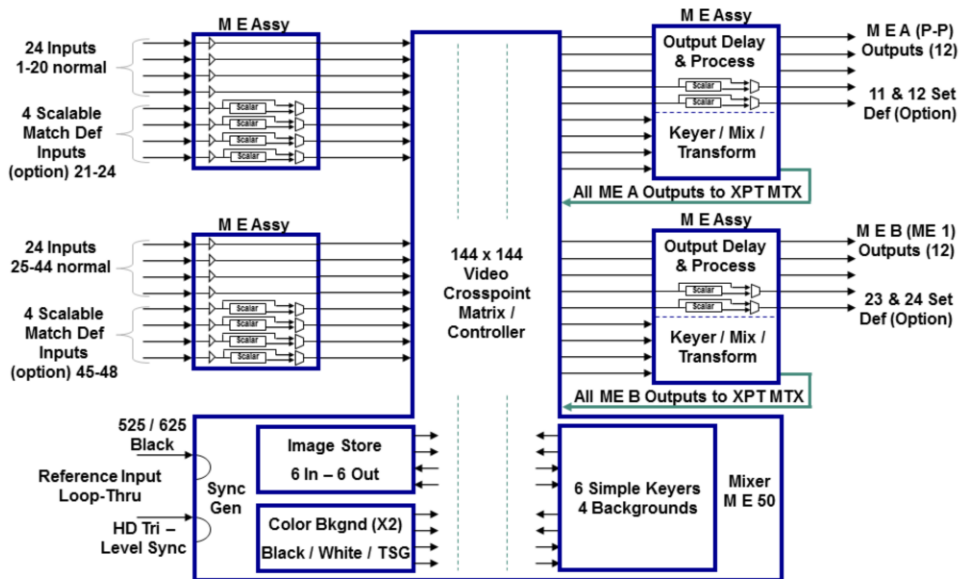 M E Assy
24 Inputs
1-20 normal
4 Scalable
Match Def
Inputs
(option) 21-24
Scalar
Scalar
Scalar
Scalar
M E Assy
24 Inputs
25-44 normal
4 Scalable
Match Def
Inputs
(option) 45-48
Scalar
Scalar
Scalar
Scalar
144 x 144
Video
Crosspoint
Matrix /
Controller
M E Assy
Output Delay
& Process
Scalar
Scalar
Keyer / Mix /
Transform
M E A (P-P)
Outputs (12)
11 & 12 Set
Def (Option)
All ME A Outputs to XPT MTX
M E Assy
Output Delay
& Process
Scalar
Scalar
Keyer / Mix /
Transform
M E B (ME 1)
Outputs (12)
23 & 24 Set
Def (Option)
All ME B Outputs to XPT MTX
525 / 625
Black
Reference Input
Loop-Thru
HD Tri –
Level Sync
Sync
Gen
Image Store
6 In – 6 Out
Color Bkgnd (X2)
Black / White / TSG
6 Simple Keyers
4 Backgrounds
Mixer
M E 50